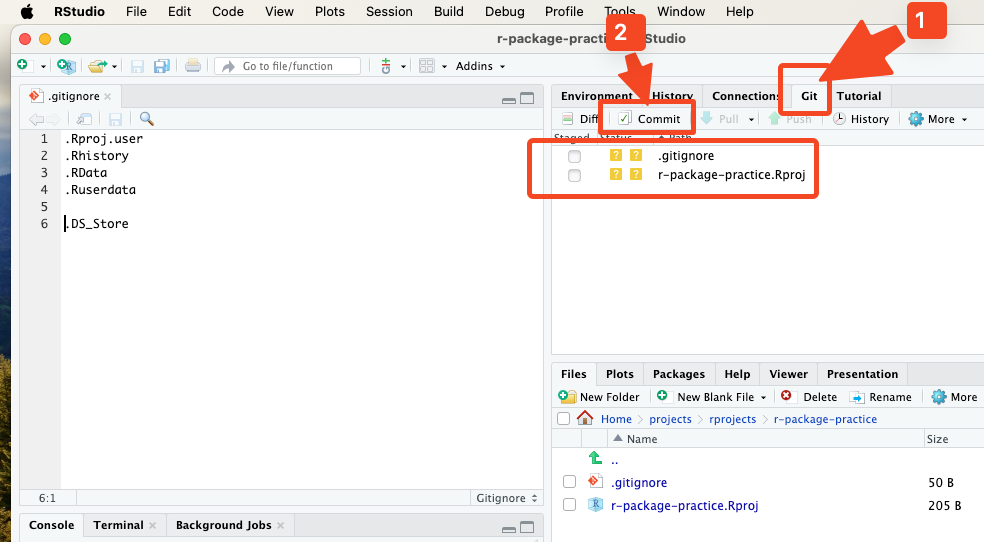 RStudio File Edit Code View Plots Session Build Debug Profile Tools Window Help
1
2
r-package-practic Studio
Go to file/function Addins
.gitignore
Environment History Connections Git Tutorial
Diff Commit Pull Push History More
Staged Status Path
? ? .gitignore
? ? r-package-practice.Rproj
1 .Rproj.user
2 .Rhistory
3 .RData
4 .Ruserdata
5
6 .DS_Store
6:1 Gitignore
Files Plots Packages Help Viewer Presentation
New Folder New Blank File Delete Rename More
Home projects rprojects r-package-practice
Name Size
..
.gitignore 50 B
r-package-practice.Rproj 205 B
Console Terminal Background Jobs